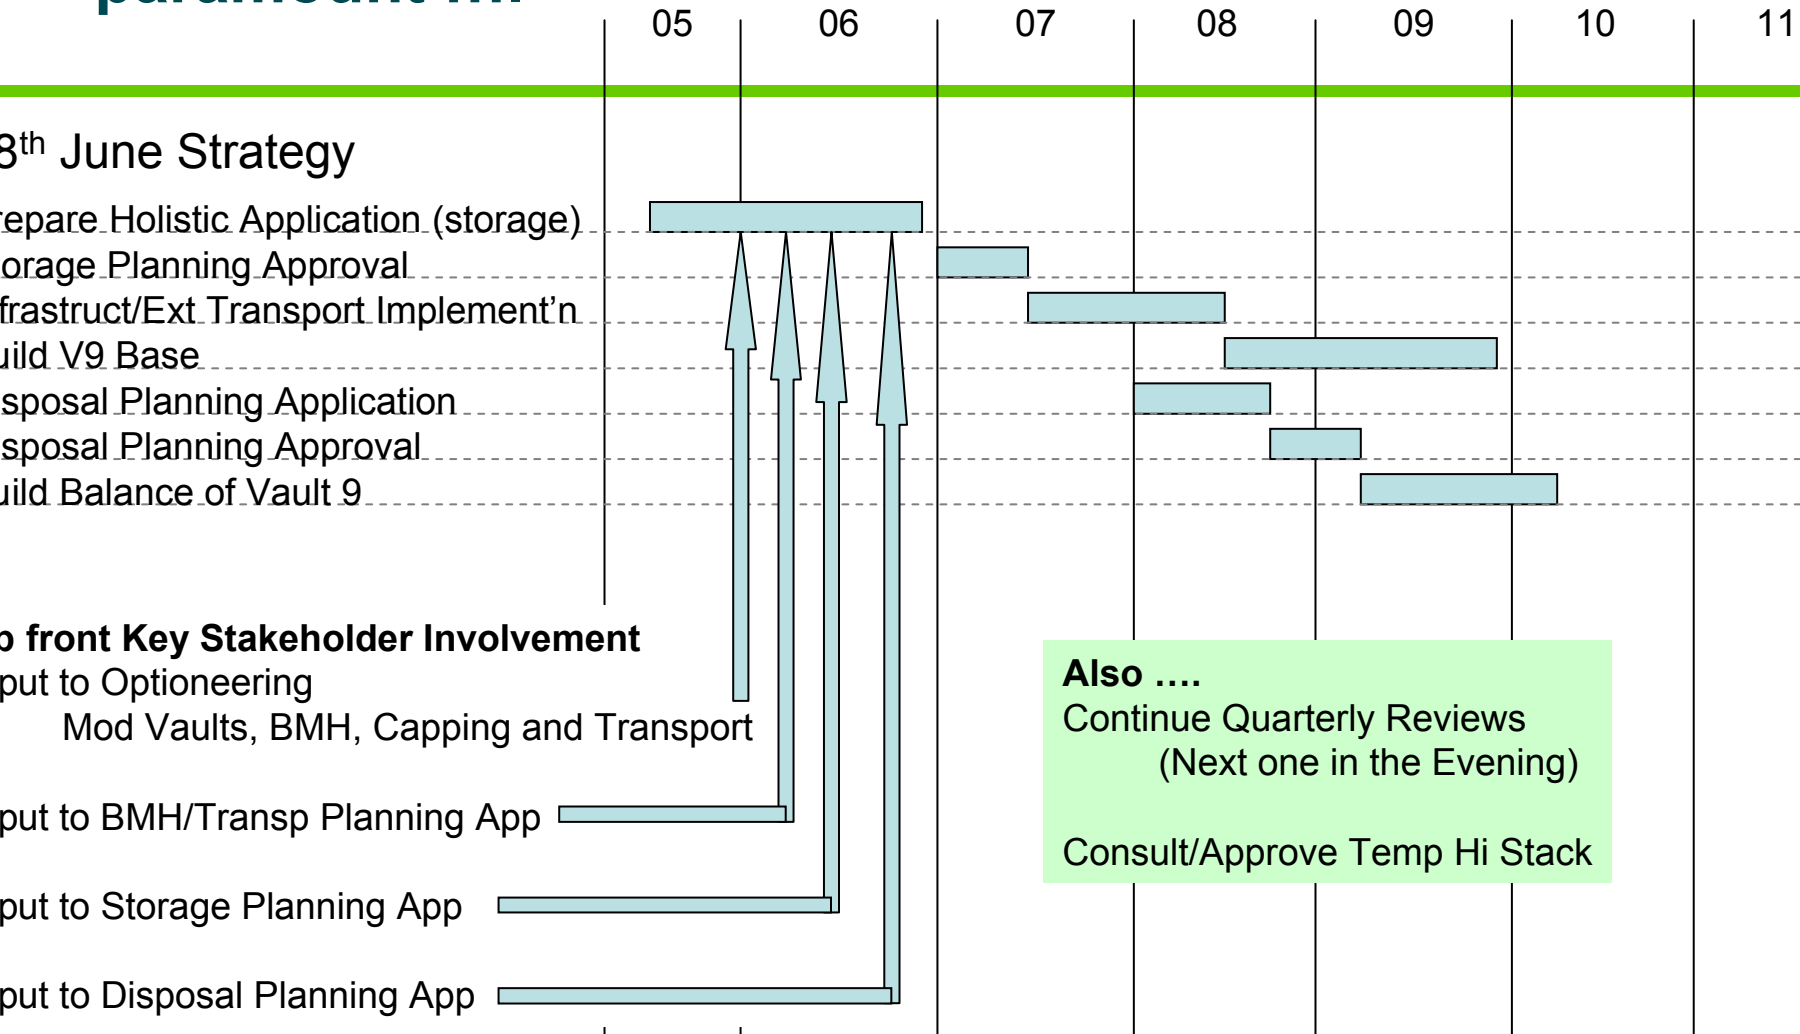 05 06 07 08 09 10 11
8th June Strategy
repare Holistic Application (storage)
orage Planning Approval
frastruct/Ext Transport Implement’n
uild V9 Base
sposal Planning Application
sposal Planning Approval
uild Balance of Vault 9
p front Key Stakeholder Involvement
put to Optioneering
Mod Vaults, BMH, Capping and Transport
put to BMH/Transp Planning App
put to Storage Planning App
put to Disposal Planning App
Also ....
Continue Quarterly Reviews
(Next one in the Evening)
Consult/Approve Temp Hi Stack